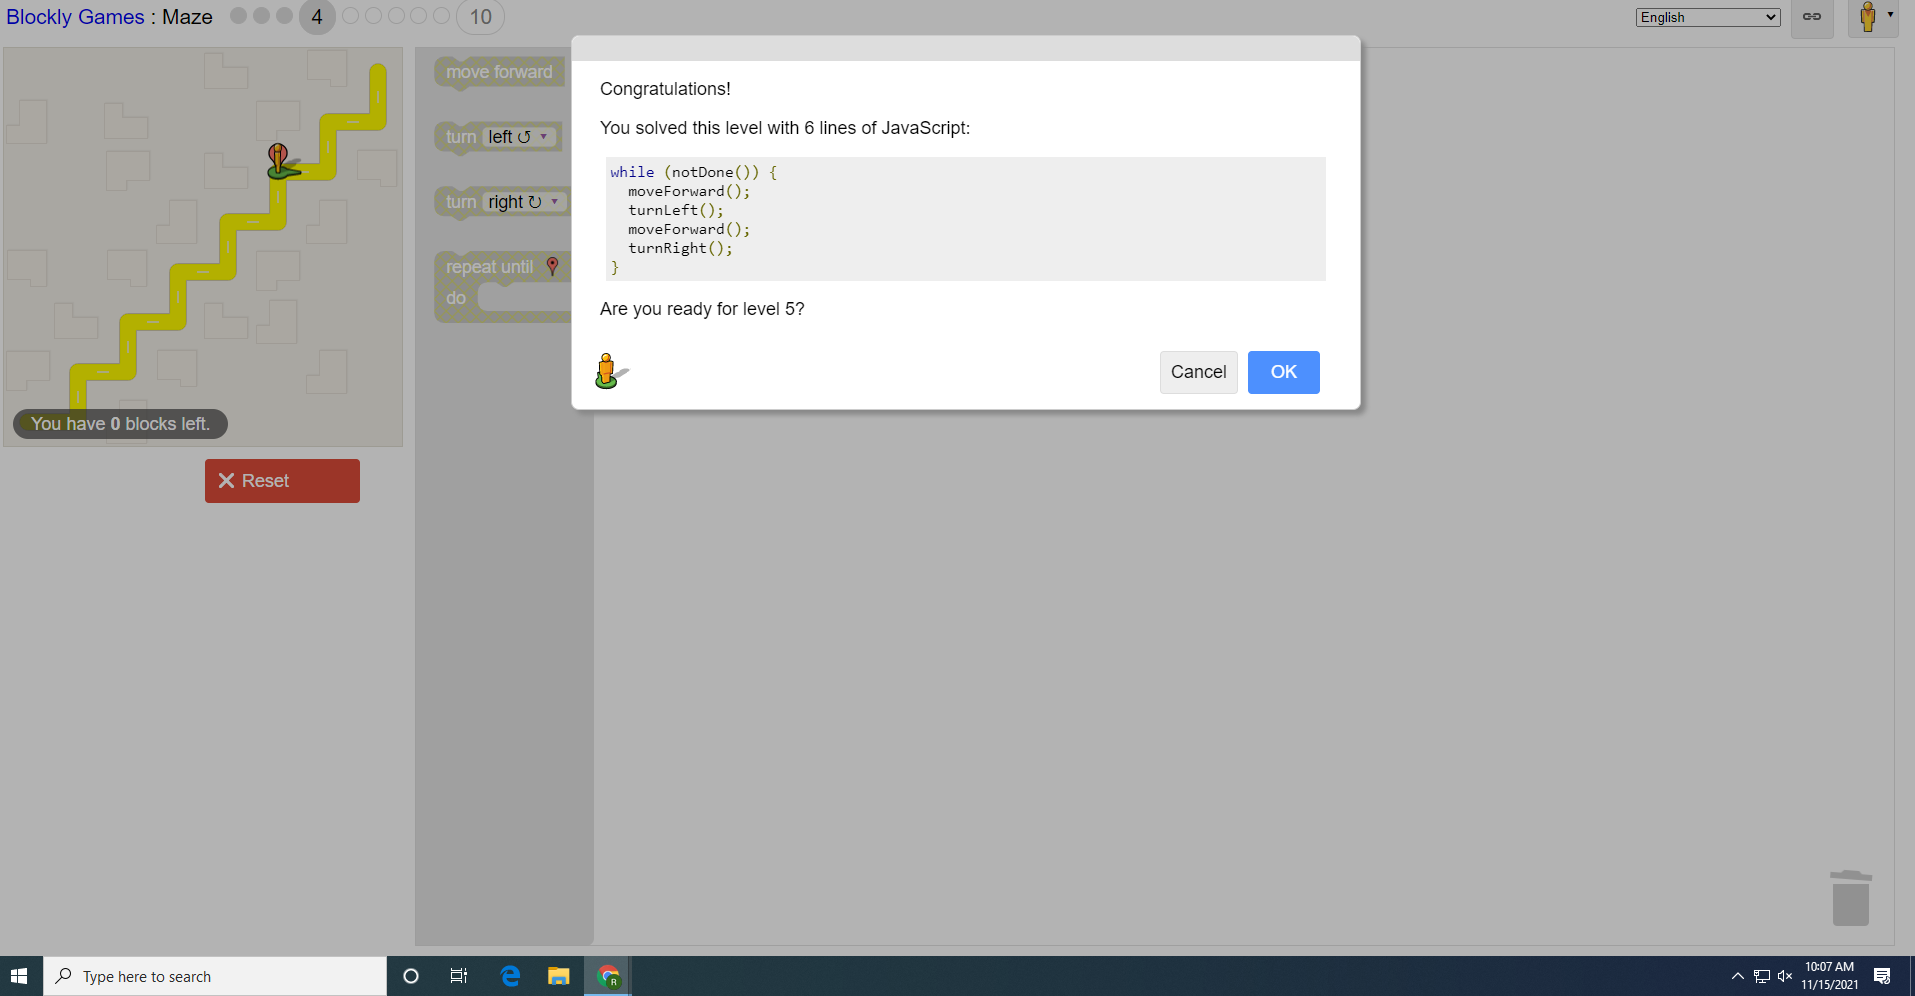 Blockly Games : Maze 4 10
English
move forward
turn left ↺ ▾
turn right ↻ ▾
repeat until
do
You have 0 blocks left.
Reset
Congratulations!
You solved this level with 6 lines of JavaScript:
while (notDone()) {
  moveForward();
  turnLeft();
  moveForward();
  turnRight();
}
Are you ready for level 5?
Cancel OK
Type here to search
R
10:07 AM
11/15/2021